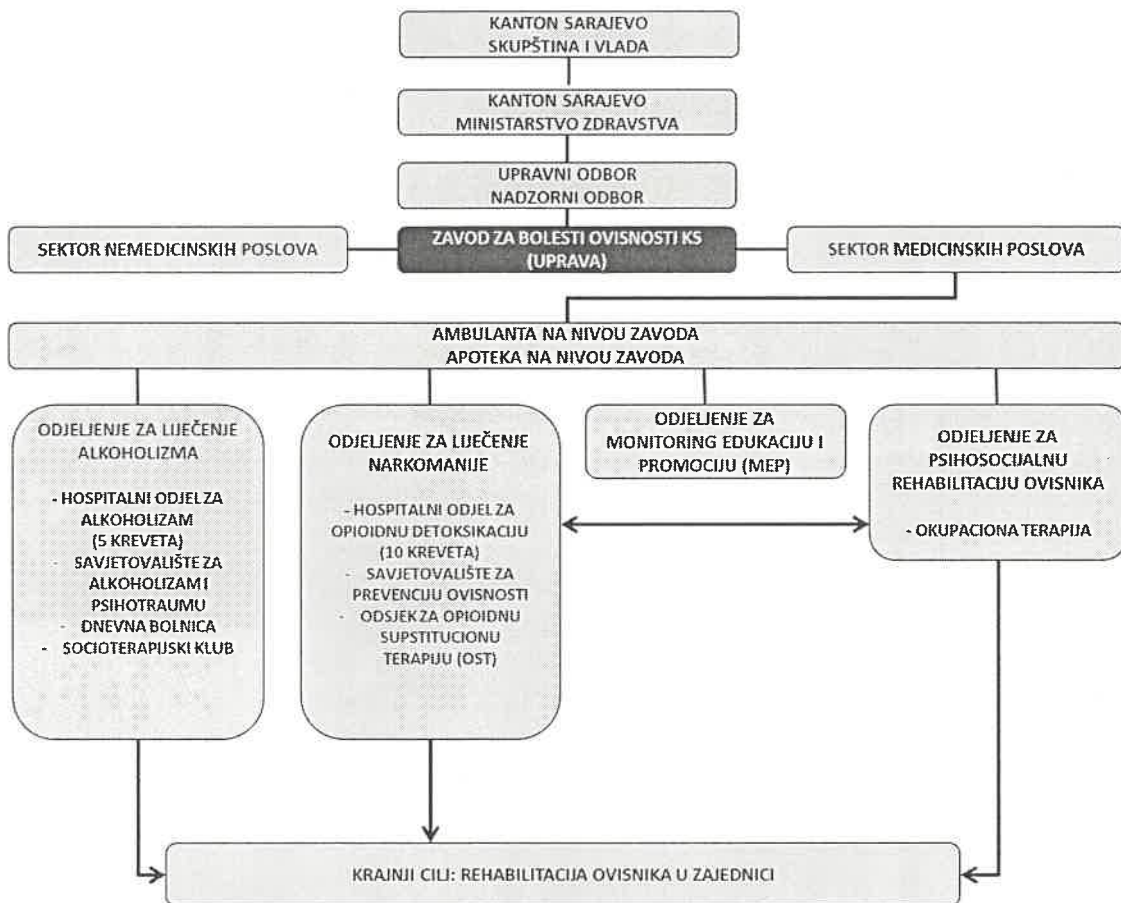 KANTON SARAJEVO
SKUPŠTINA I VLADA
KANTON SARAJEVO
MINISTARSTVO ZDRAVSTVA
UPRAVNI ODBOR
NADZORNI ODBOR
SEKTOR NEMEDICINSKIH POSLOVA
ZAVOD ZA BOLESTI OVISNOSTI KS
(UPRAVA)
SEKTOR MEDICINSKIH POSLOVA
AMBULANTA NA NIVOU ZAVODA
APOTEKA NA NIVOU ZAVODA
ODJELJENJE ZA LIJEČENJE
ALKOHOLIZMA
- HOSPITALNI ODJEL ZA
ALKOHOLIZAM
(5 KREVETA)
- SAVJETOVALIŠTE ZA
ALKOHOLIZAM I
PSIHOTRAUMU
- DNEVNA BOLNICA
- SOCIOTERAPIJSKI KLUB
ODJELJENJE ZA LIJEČENJE
NARKOMANIJE
- HOSPITALNI ODJEL ZA
OPIOIDNU DETOKSIKACIJU
(10 KREVETA)
- SAVJETOVALIŠTE ZA
PREVENCIJU OVISNOSTI
- ODSJEK ZA OPIOIDNU
SUPSTITUCIONU
TERAPIJU (OST)
ODJELJENJE ZA
MONITORING EDUKACIJU I
PROMOCIJU (MEP)
ODJELJENJE ZA
PSIHOSOCIJALNU
REHABILITACIJU OVISNIKA
- OKUPACIONA TERAPIJA
KRAJNJI CILJ: REHABILITACIJA OVISNIKA U ZAJEDNICI